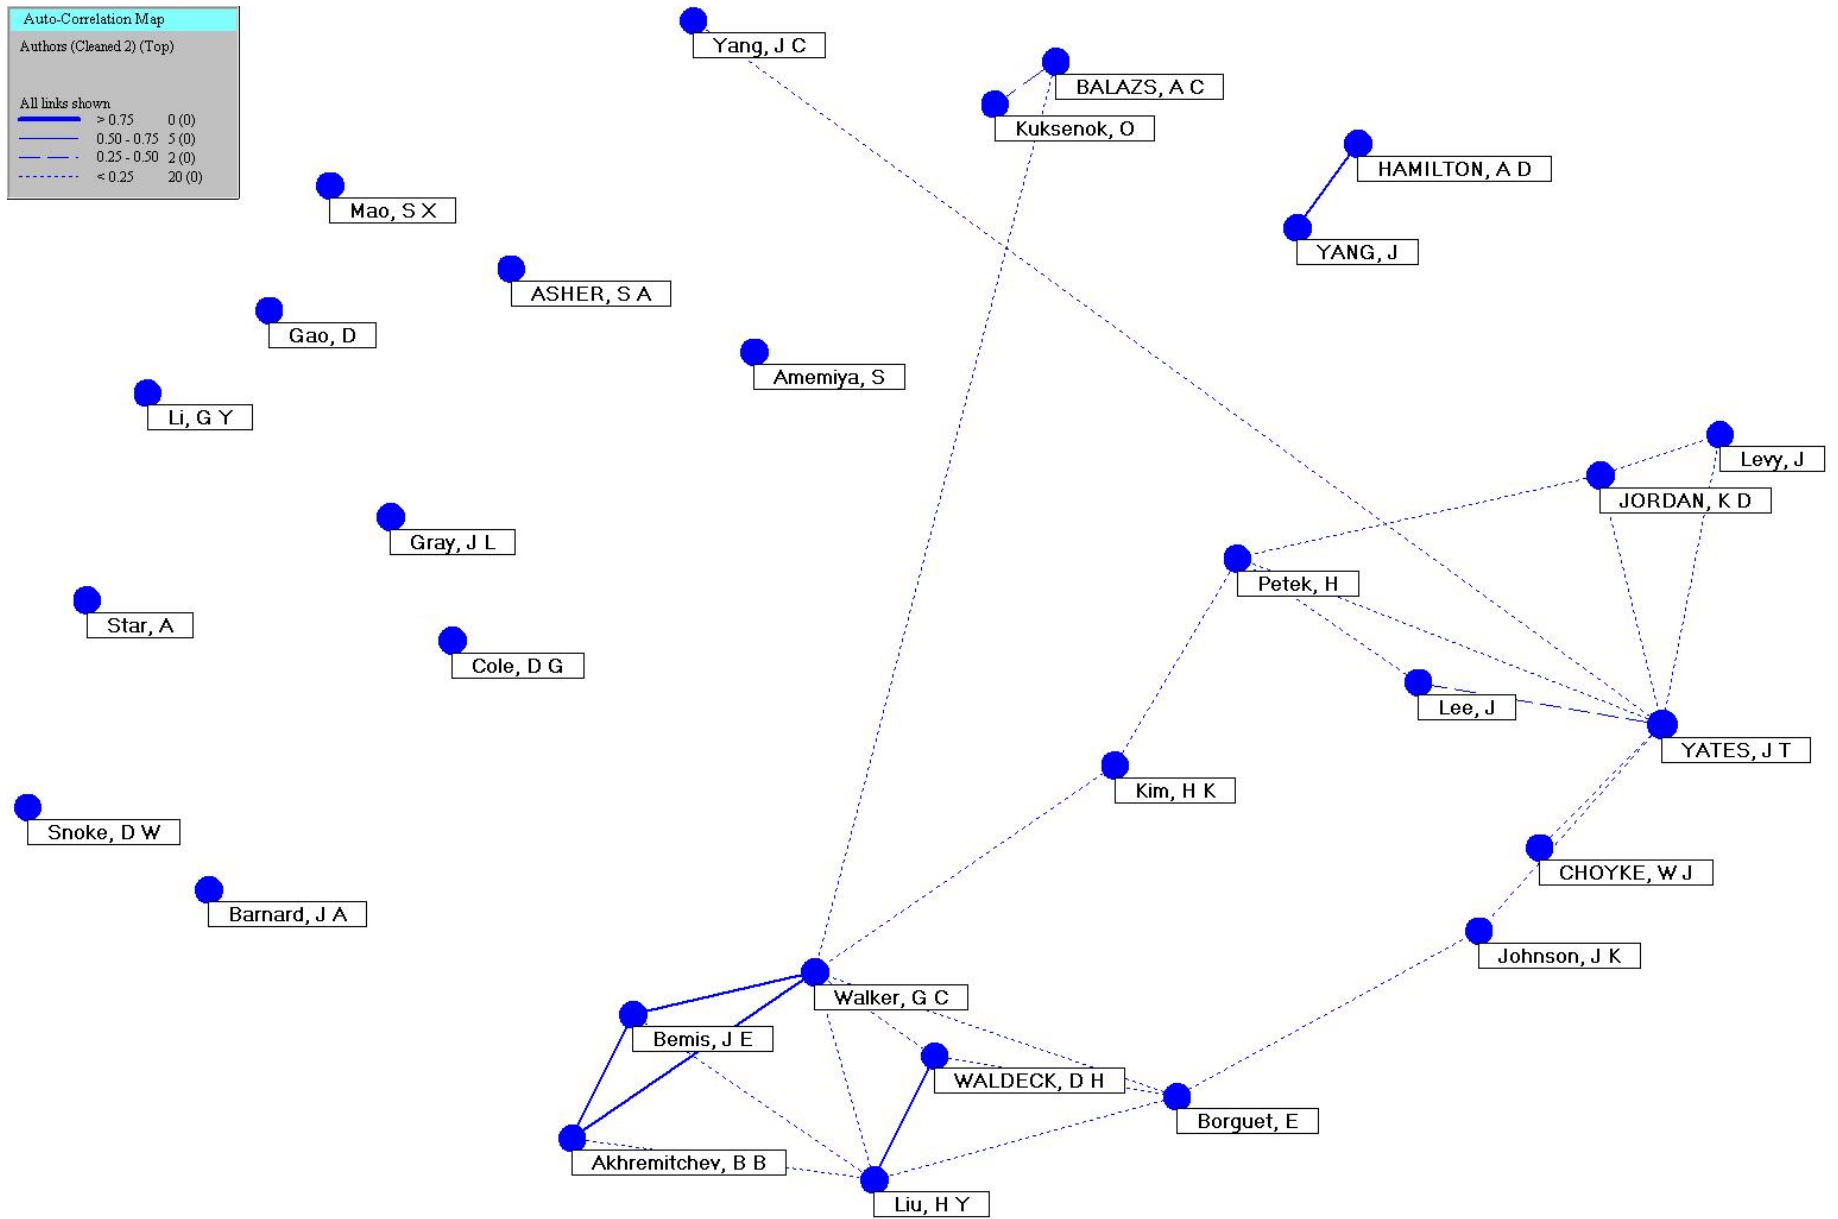 Auto-Correlation Map
Authors (Cleaned 2) (Top)
All links shown
> 0.75 0 (0)
0.50 - 0.75 5 (0)
0.25 - 0.50 2 (0)
< 0.25 20 (0)
Yang, J C
BALAZS, A C
Kuksenok, O
HAMILTON, A D
Mao, S X
YANG, J
ASHER, S A
Gao, D
Amemiya, S
Li, G Y
Levy, J
JORDAN, K D
Gray, J L
Petek, H
Star, A
Cole, D G
Lee, J
YATES, J T
Kim, H K
Snoke, D W
CHOYKE, W J
Barnard, J A
Johnson, J K
Walker, G C
Bemis, J E
WALDECK, D H
Borguet, E
Akhremitchev, B B
Liu, H Y